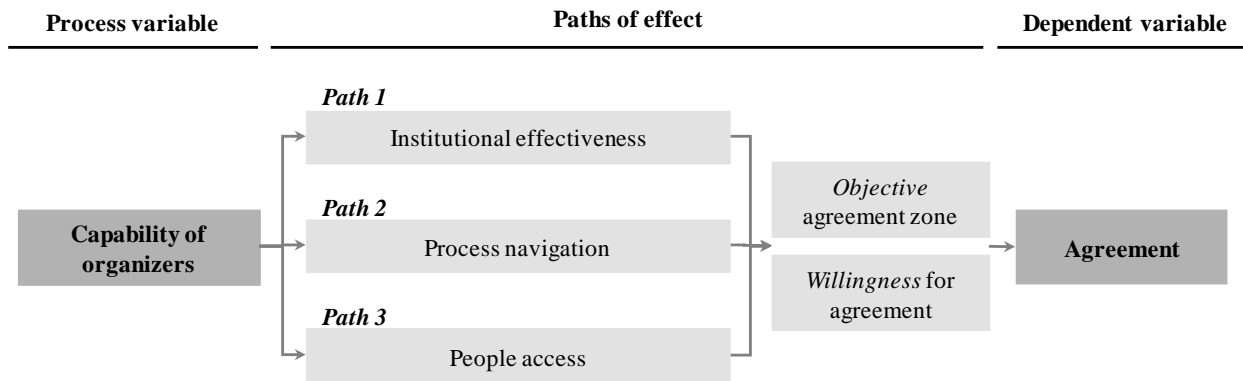 Process variable
Paths of effect
Dependent variable
Path 1
Institutional effectiveness
Path 2
Process navigation
Path 3
People access
Capability of
organizers
Objective
agreement zone
Willingness for
agreement
Agreement